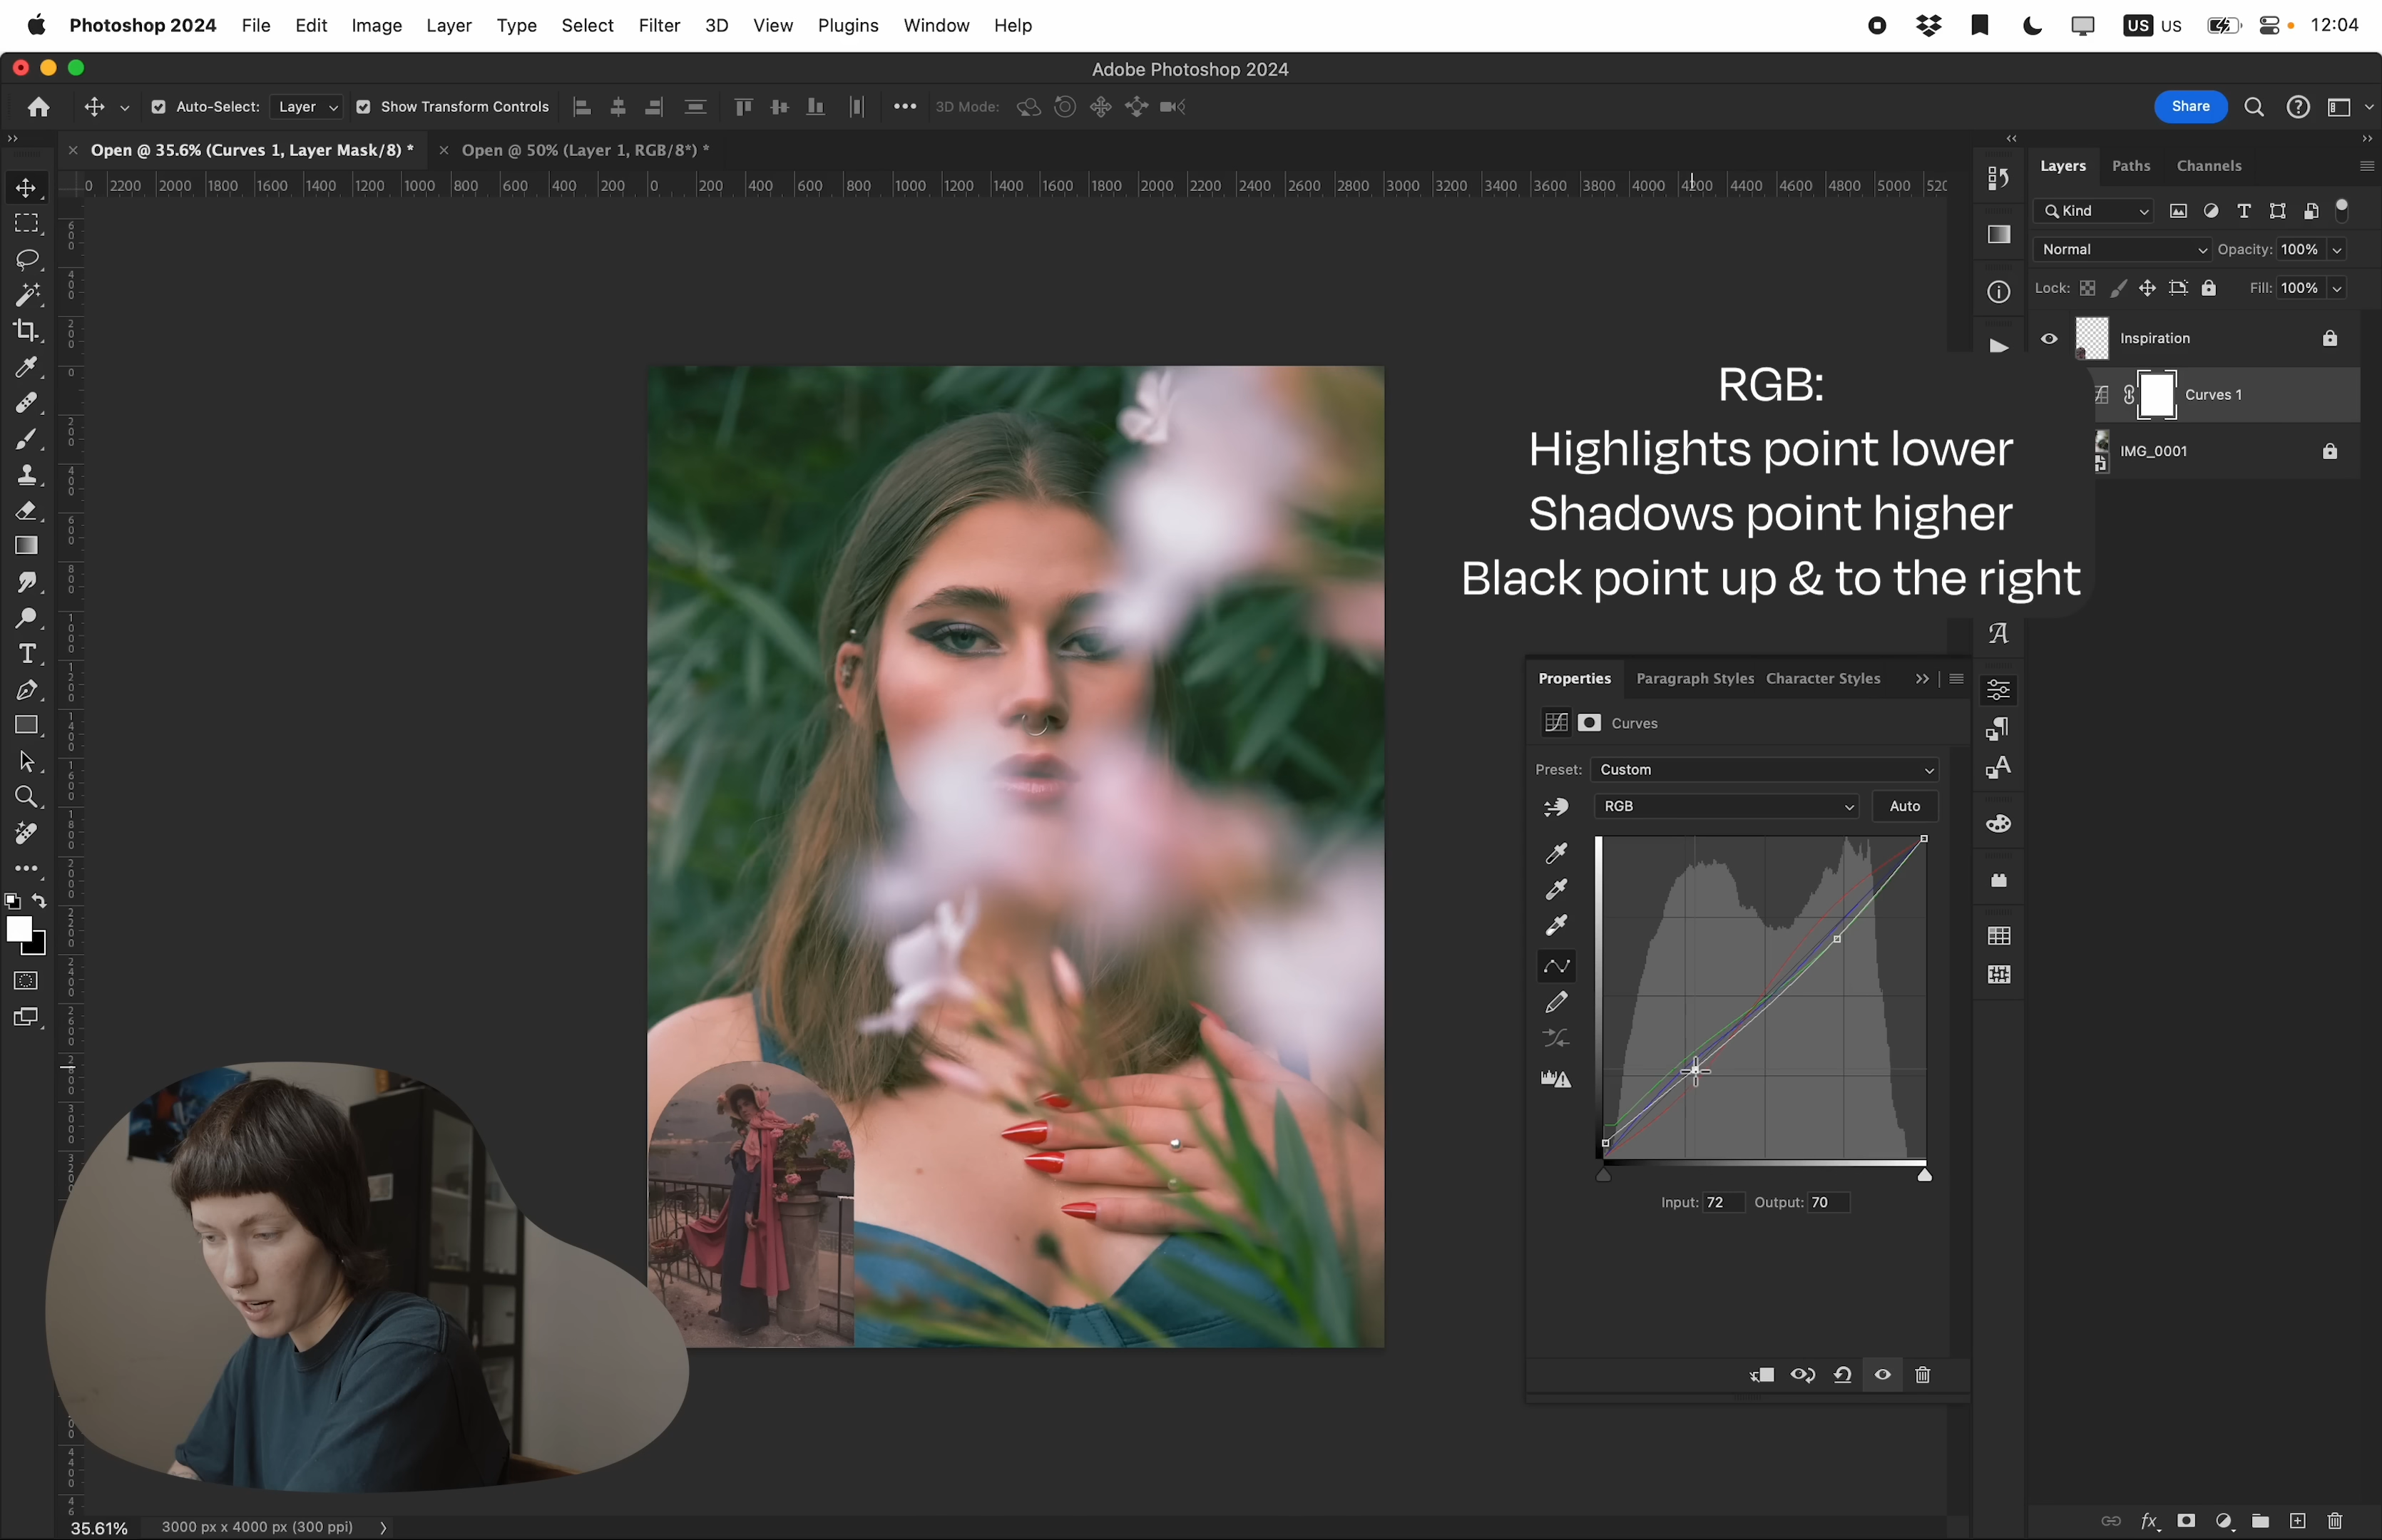 Photoshop 2024 File Edit Image Layer Type Select Filter 3D View Plugins Window Help US US 12:04
Adobe Photoshop 2024
Auto-Select: Layer Show Transform Controls 3D Mode: Share
Open @ 35.6% (Curves 1, Layer Mask/8) * Open @ 50% (Layer 1, RGB/8*) *
0 2200 2000 1800 1600 1400 1200 1000 800 600 400 200 0 200 400 600 800 1000 1200 1400 1600 1800 2000 2200 2400 2600 2800 3000 3200 3400 3600 3800 4000 4200 4400 4600 4800 5000 520
Layers Paths Channels
Kind
Normal Opacity: 100%
Lock: Fill: 100%
Inspiration
Curves 1
IMG_0001
RGB:
Highlights point lower
Shadows point higher
Black point up & to the right
Properties Paragraph Styles Character Styles
Curves
Preset: Custom
RGB Auto
Input: 72 Output: 70
35.61% 3000 px x 4000 px (300 ppi)